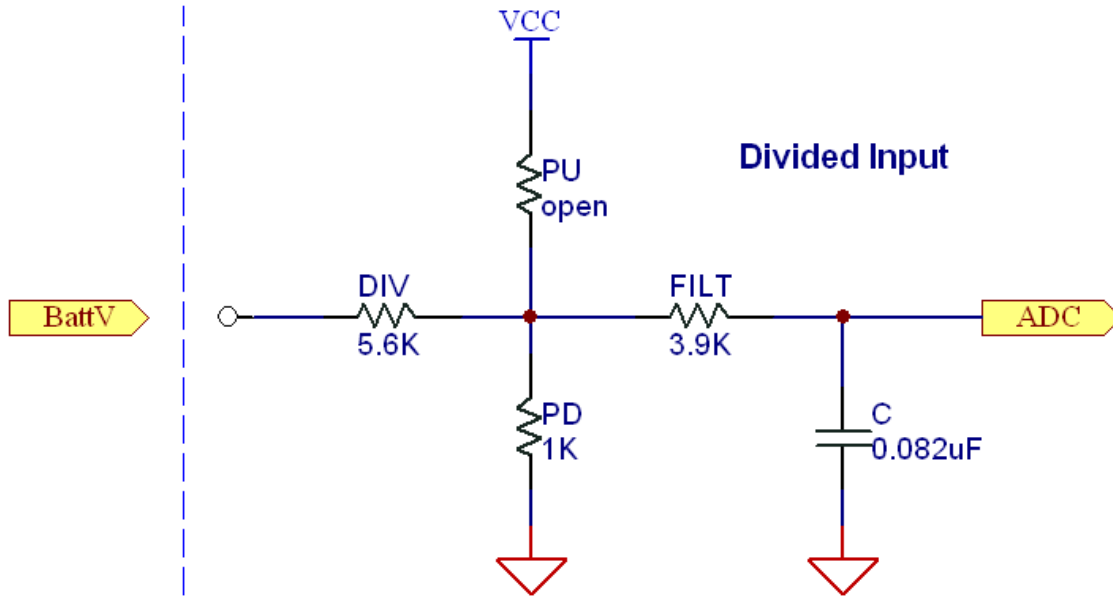 VCC
Divided Input
PU
open
BattV
DIV
5.6K
FILT
3.9K
ADC
PD
1K
C
0.082uF